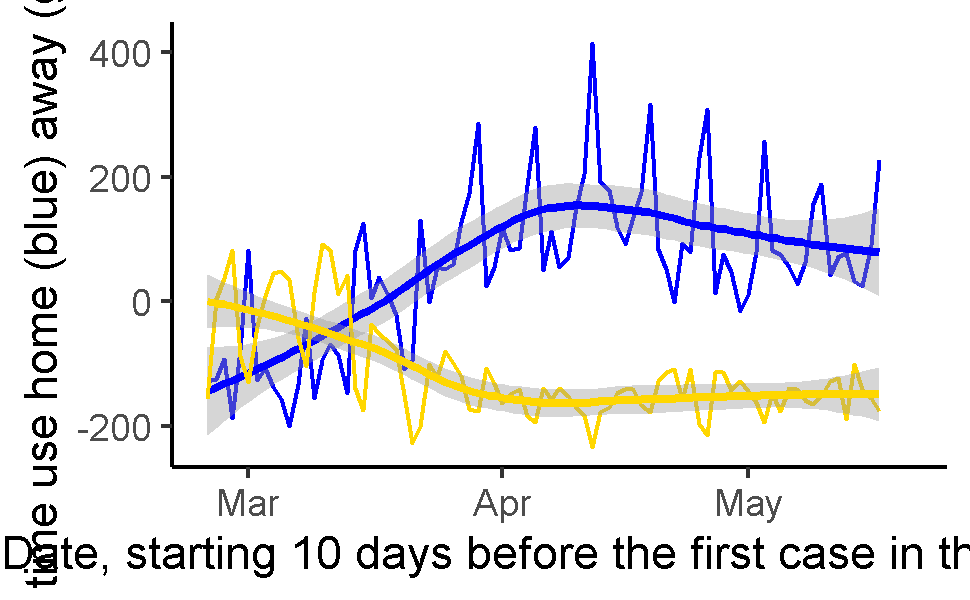 time use home (blue) away (
400
200
0
-200
Mar
Apr
May
Date, starting 10 days before the first case in th